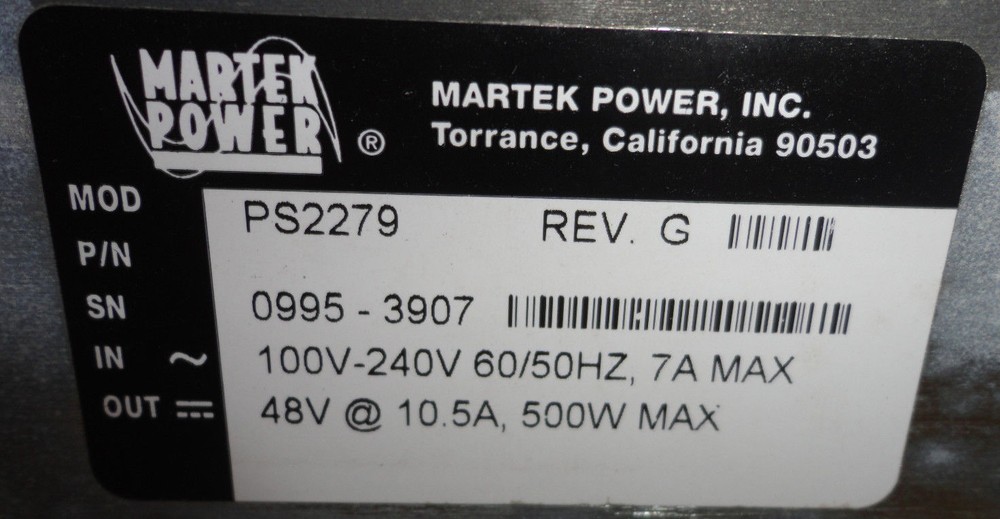 MARTEK
POWER ®
MARTEK POWER, INC.
Torrance, California 90503
MOD PS2279 REV. G
P/N
SN 0995 - 3907
IN ~ 100V-240V 60/50HZ, 7A MAX
OUT ⎓ 48V @ 10.5A, 500W MAX